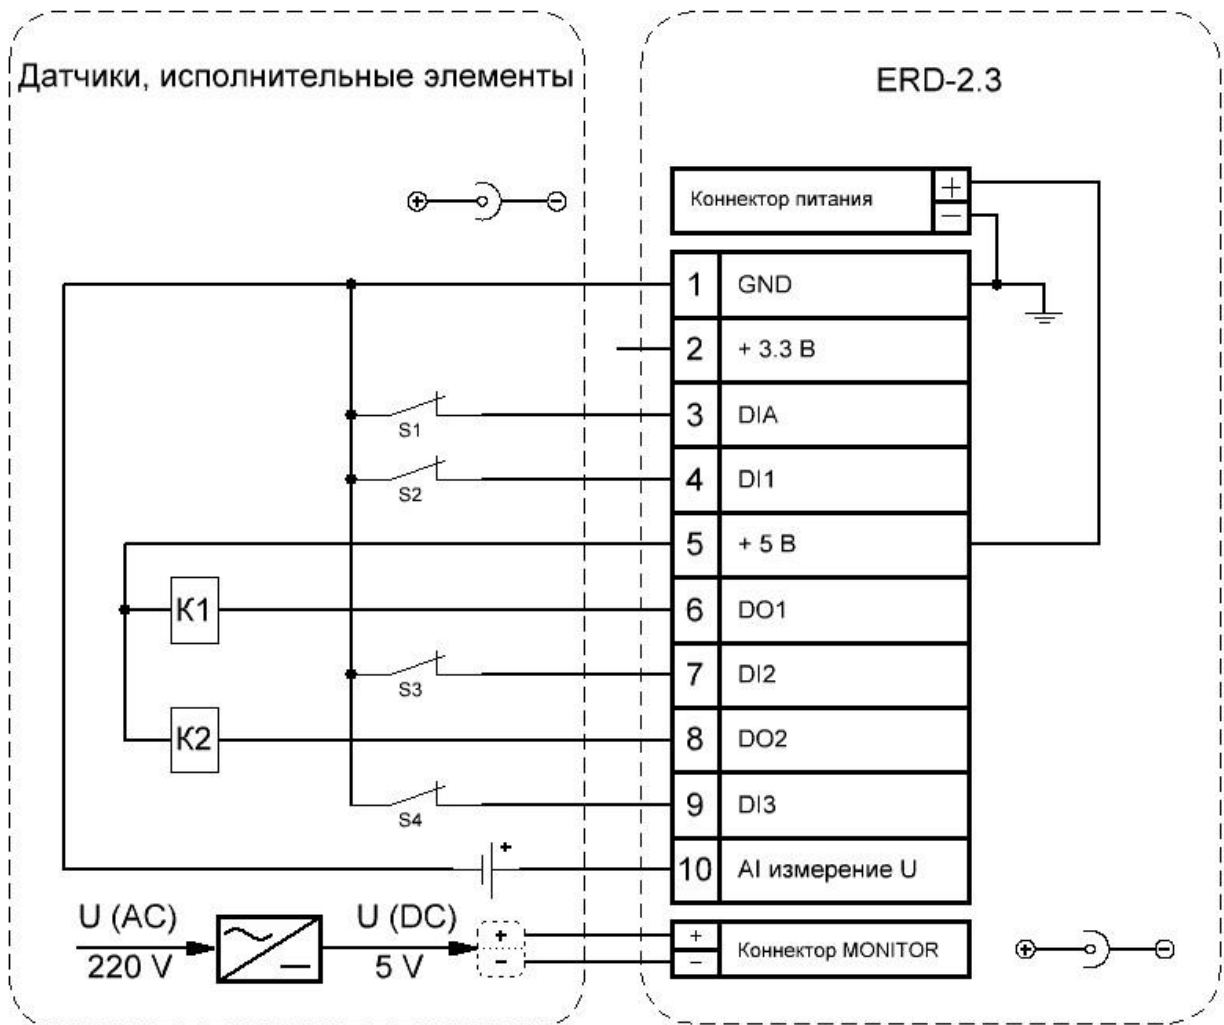 Датчики, исполнительные элементы
ERD-2.3
Коннектор питания
+
−
1 GND
2 + 3.3 В
S1
3 DIA
S2
4 DI1
5 + 5 В
К1
6 DO1
S3
7 DI2
К2
8 DO2
S4
9 DI3
+
10 AI измерение U
U (AC)
220 V
U (DC)
5 V
+
−
+
−
Коннектор MONITOR